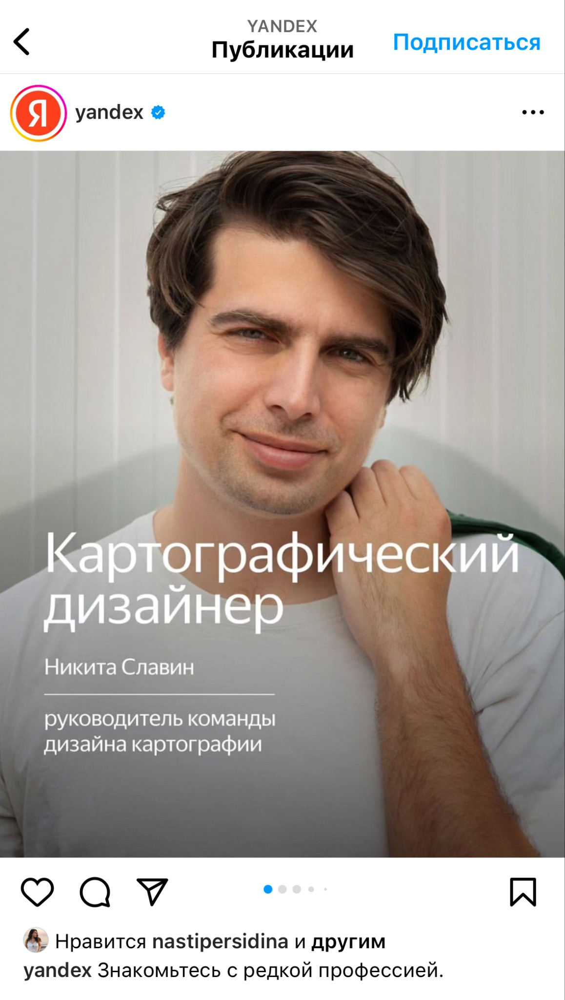 YANDEX
Публикации
Подписаться
Я
yandex
Картографический
дизайнер
Никита Славин
руководитель команды
дизайна картографии
Нравится nastipersidina и другим
yandex Знакомьтесь с редкой профессией.